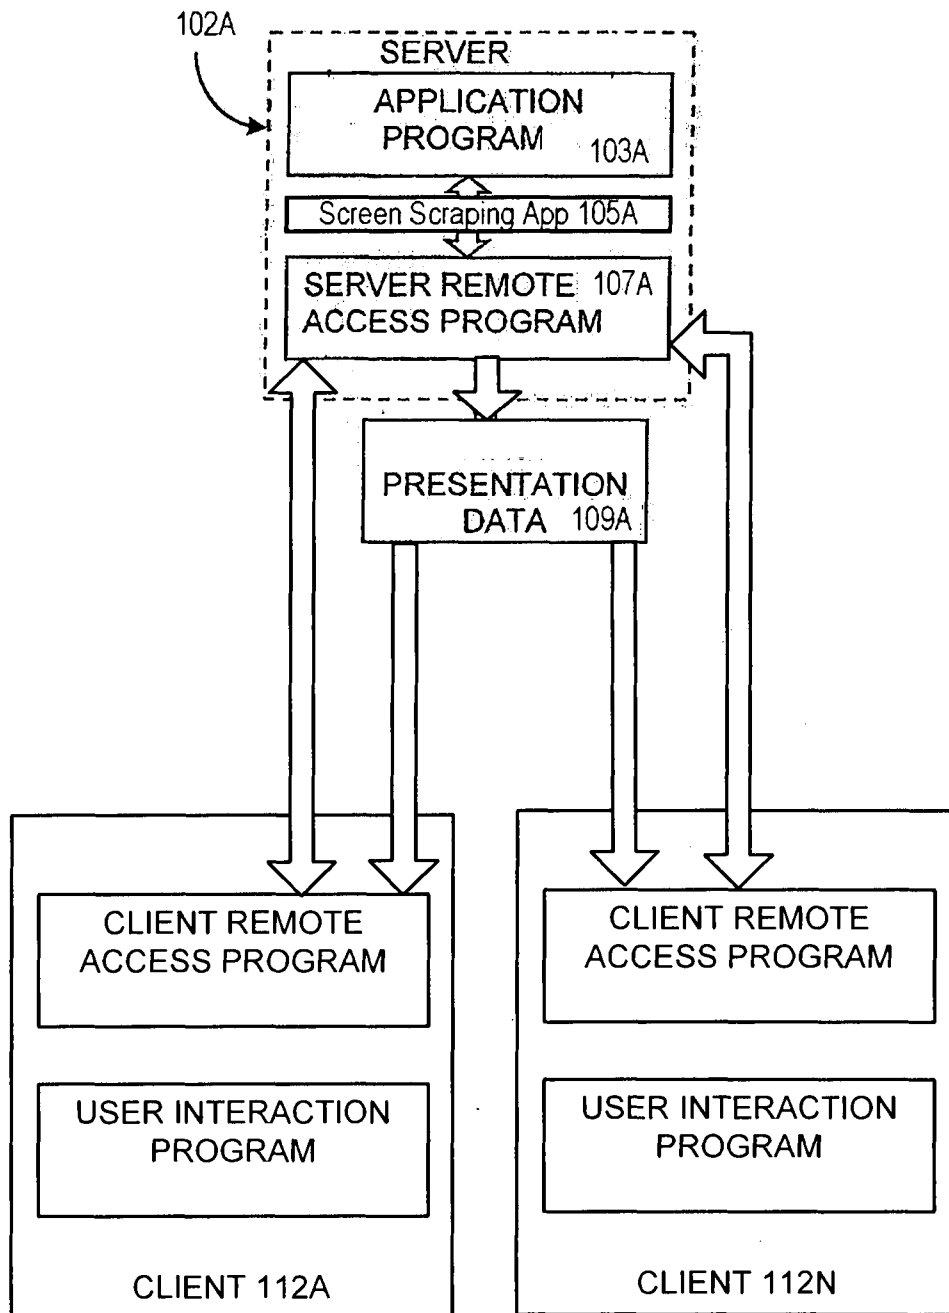 102A
SERVER
APPLICATION
PROGRAM
103A
Screen Scraping App 105A
SERVER REMOTE 107A
ACCESS PROGRAM
PRESENTATION
DATA 109A
CLIENT REMOTE
ACCESS PROGRAM
USER INTERACTION
PROGRAM
CLIENT 112A
CLIENT REMOTE
ACCESS PROGRAM
USER INTERACTION
PROGRAM
CLIENT 112N